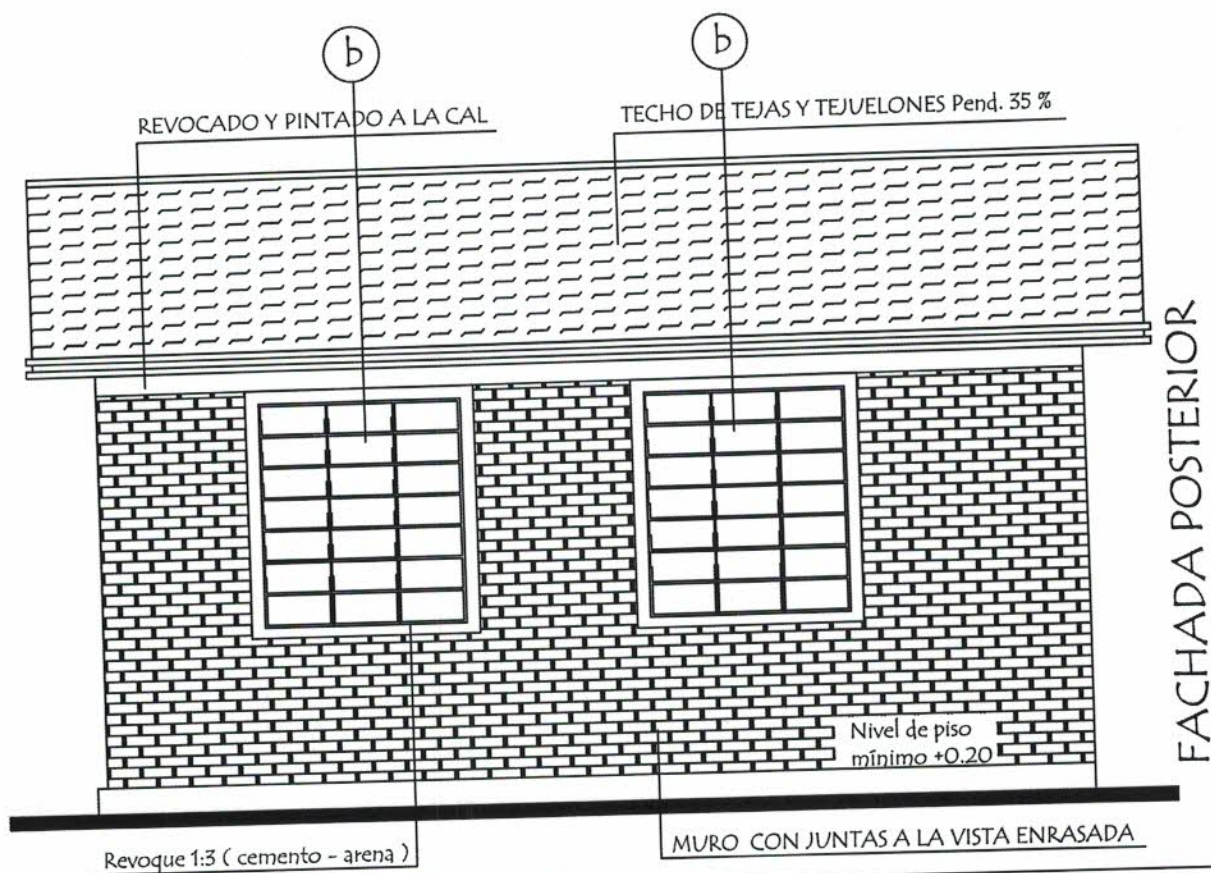 b
b
REVOCADO Y PINTADO A LA CAL
TECHO DE TEJAS Y TEJUELONES Pend. 35 %
FACHADA POSTERIOR
Nivel de piso
mínimo +0.20
Revoque 1:3 ( cemento - arena )
MURO CON JUNTAS A LA VISTA ENRASADA